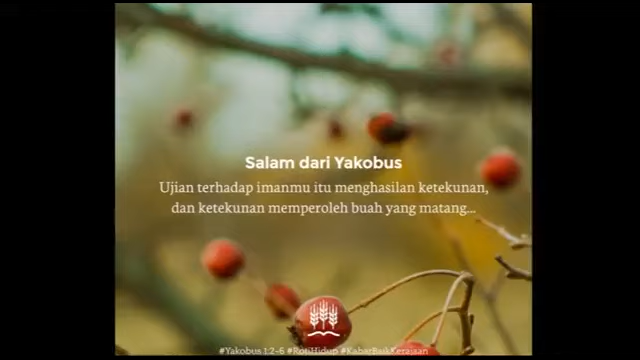 Salam dari Yakobus
Ujian terhadap imanmu itu menghasilan ketekunan,
dan ketekunan memperoleh buah yang matang...
#Yakobus 1:2-6 #RotiHidup #KabarBaikKerajaan